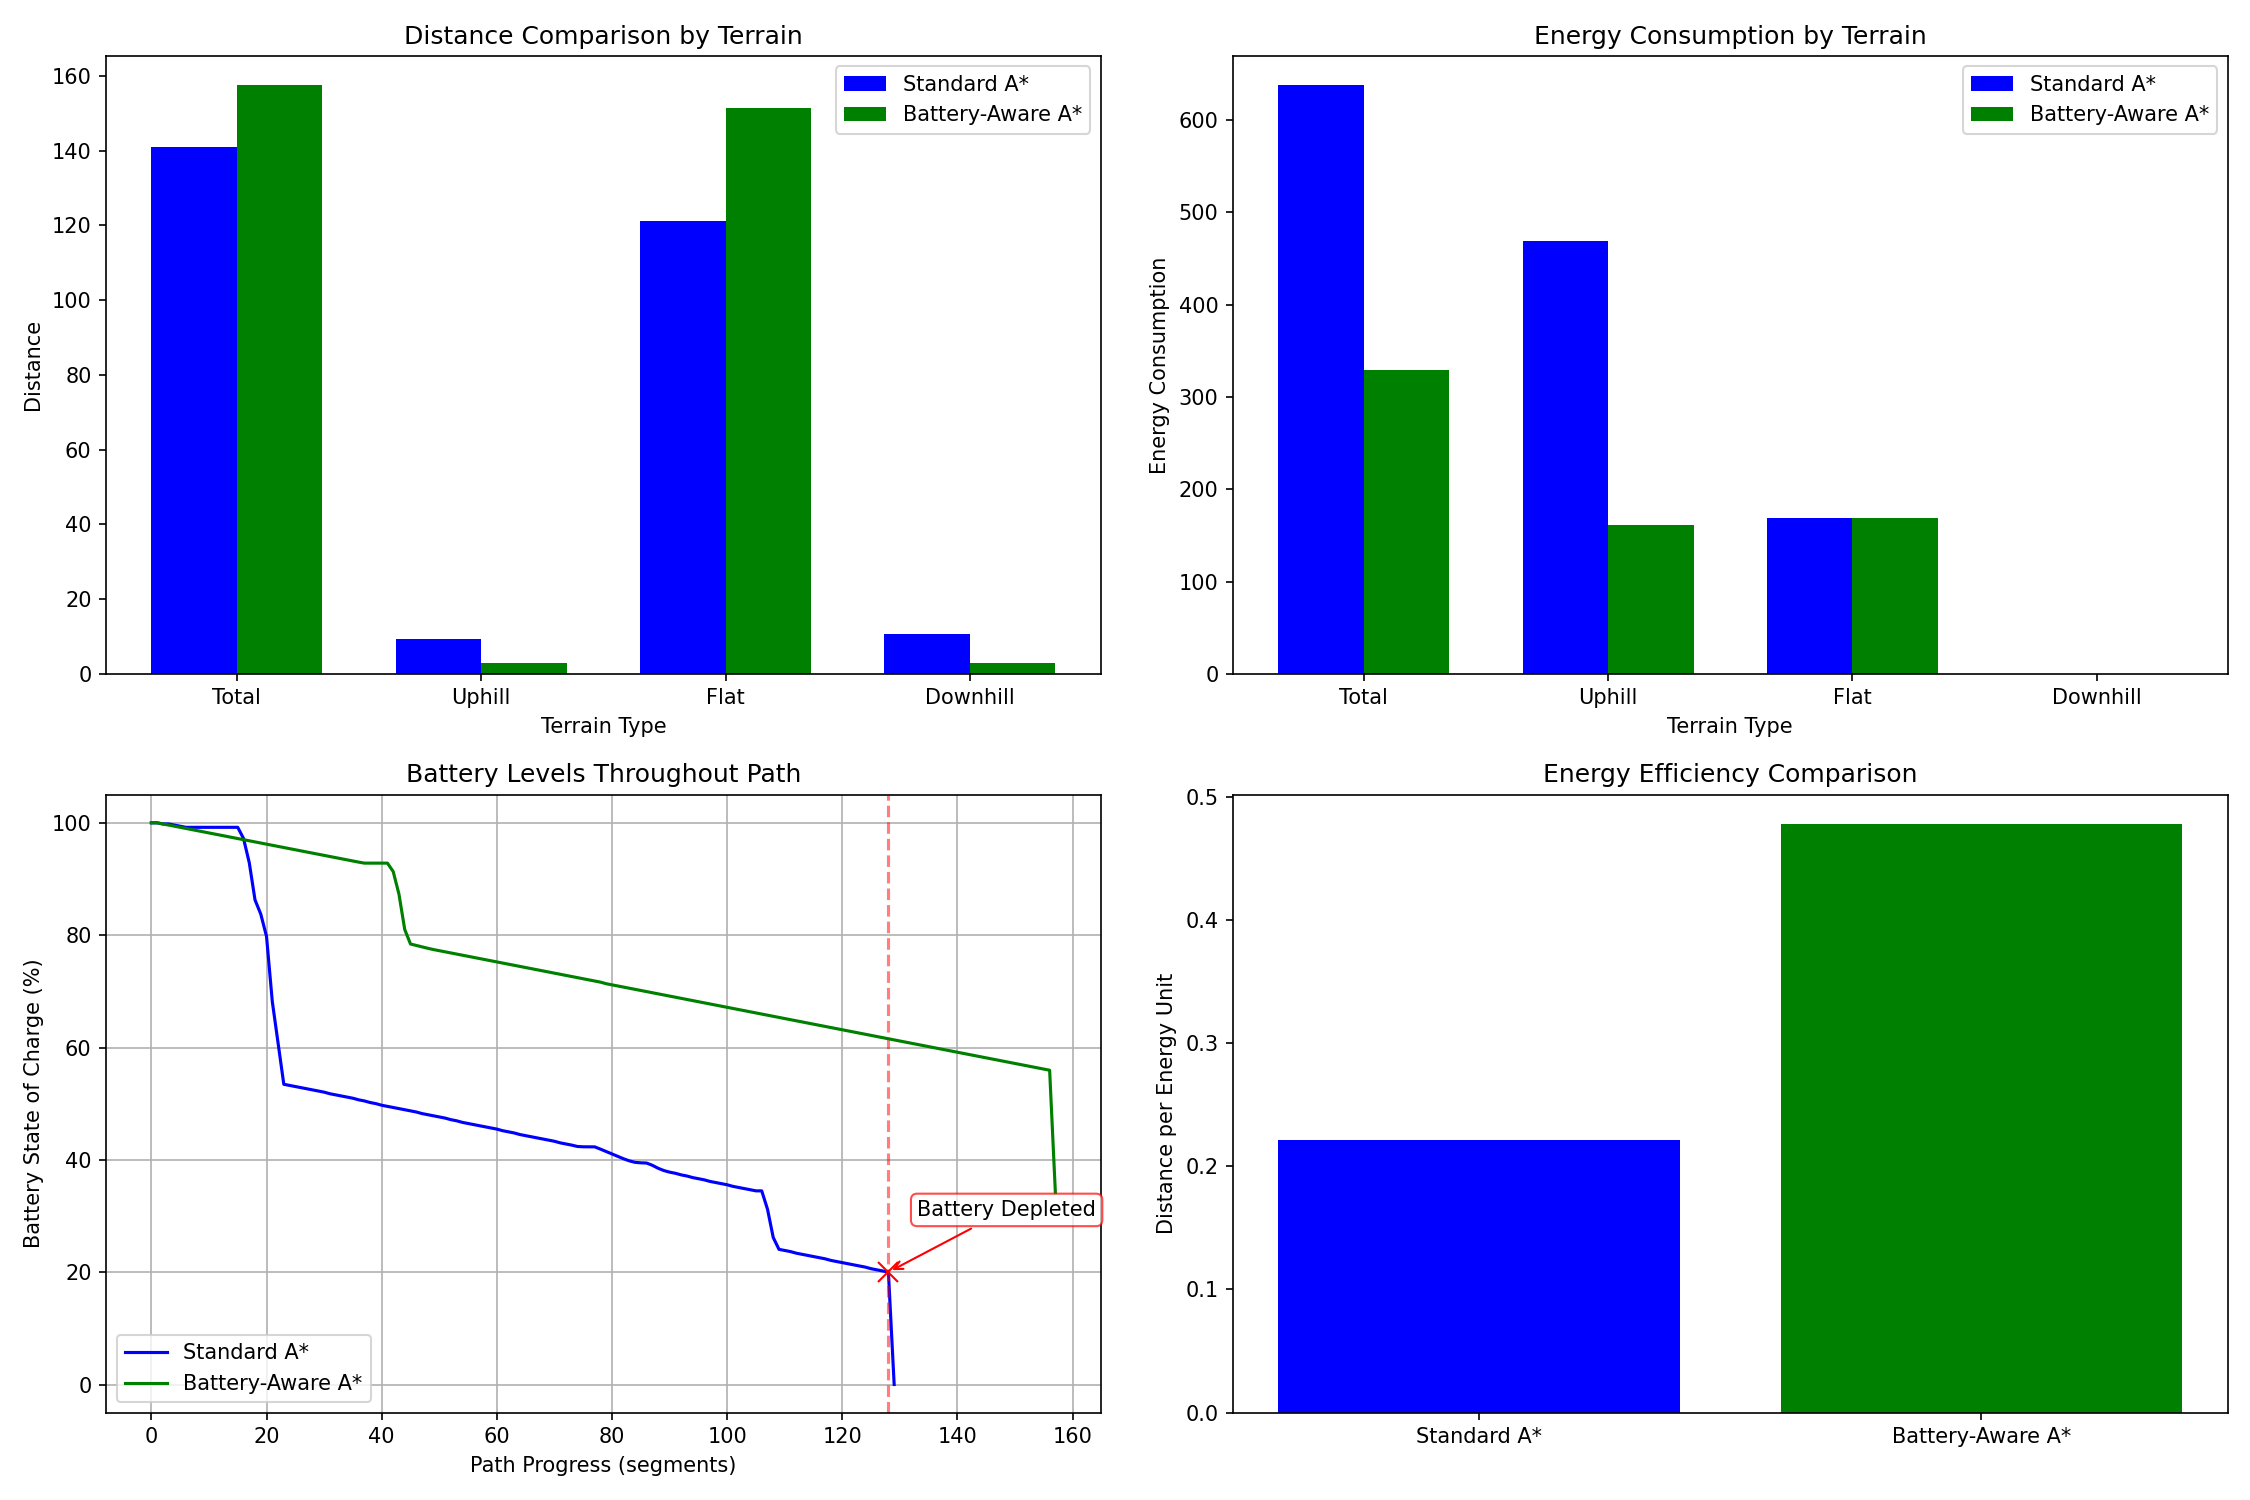 Distance Comparison by Terrain
Distance
160
140
120
100
80
60
40
20
0
Standard A*
Battery-Aware A*
Total
Uphill
Flat
Downhill
Terrain Type
Energy Consumption by Terrain
Energy Consumption
600
500
400
300
200
100
0
Standard A*
Battery-Aware A*
Total
Uphill
Flat
Downhill
Terrain Type
Battery Levels Throughout Path
Battery State of Charge (%)
100
80
60
40
20
0
Battery Depleted
Standard A*
Battery-Aware A*
0
20
40
60
80
100
120
140
160
Path Progress (segments)
Energy Efficiency Comparison
Distance per Energy Unit
0.5
0.4
0.3
0.2
0.1
0.0
Standard A*
Battery-Aware A*